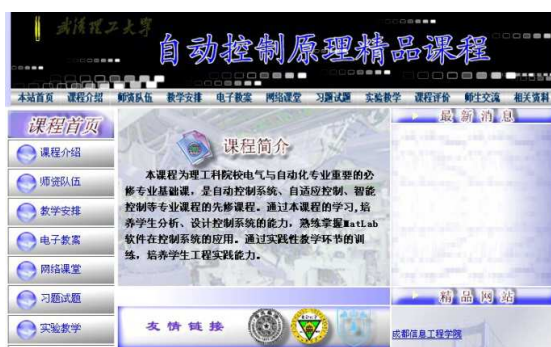 武汉理工大学
自动控制原理精品课程
本站首页 课程介绍 师资队伍 教学安排 电子教案 网络课堂 习题试题 实验教学 课程评价 师生交流 相关资料
课程首页
课程介绍
师资队伍
教学安排
电子教案
网络课堂
习题试题
实验教学
课程简介
本课程为理工科院校电气与自动化专业重要的必
修专业基础课，是自动控制系统、自适应控制、智能
控制等专业课程的先修课程。通过本课程的学习,培
养学生分析、设计控制系统的能力，熟练掌握MatLab
软件在控制系统的应用。通过实践性教学环节的训
练，培养学生工程实践能力。
友情链接
最新消息
精品网站
成都信息工程学院